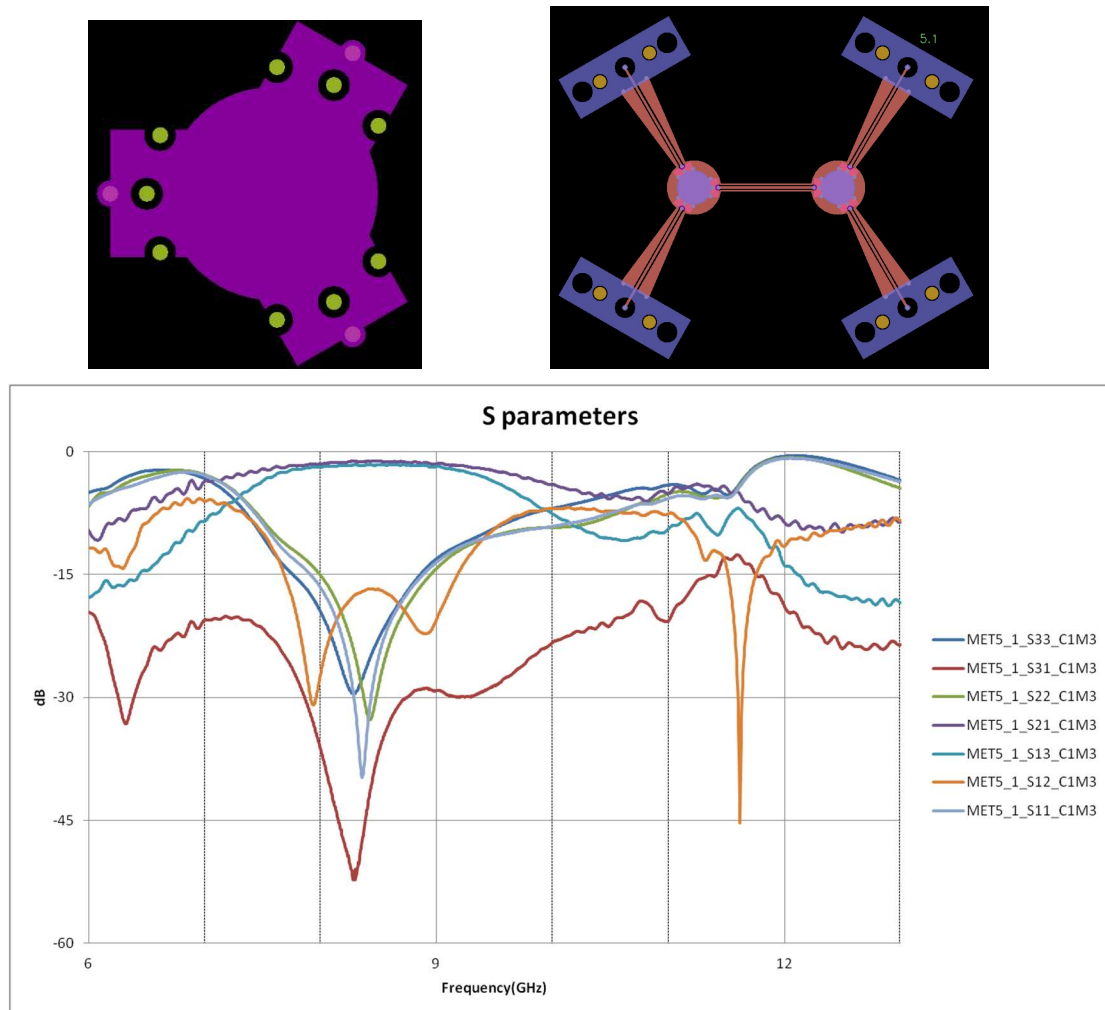 5.1
S parameters
0
-15
-30
-45
-60
dB
6
9
12
Frequency(GHz)
MET5_1_S33_C1M3
MET5_1_S31_C1M3
MET5_1_S22_C1M3
MET5_1_S21_C1M3
MET5_1_S13_C1M3
MET5_1_S12_C1M3
MET5_1_S11_C1M3